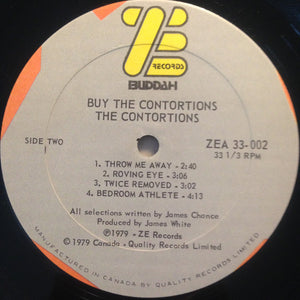 ZE
RECORDS
BUDDAH
BUY THE CONTORTIONS
THE CONTORTIONS
SIDE TWO
ZEA 33-002
33 1/3 RPM
1. THROW ME AWAY - 2:40
2. ROVING EYE - 3:06
3. TWICE REMOVED - 3:02
4. BEDROOM ATHLETE - 4:13
All selections written by James Chance
Produced by James White
℗1979 - ZE Records
©1979 Canada - Quality Records Limited
MANUFACTURED IN CANADA BY QUALITY RECORDS LIMITED